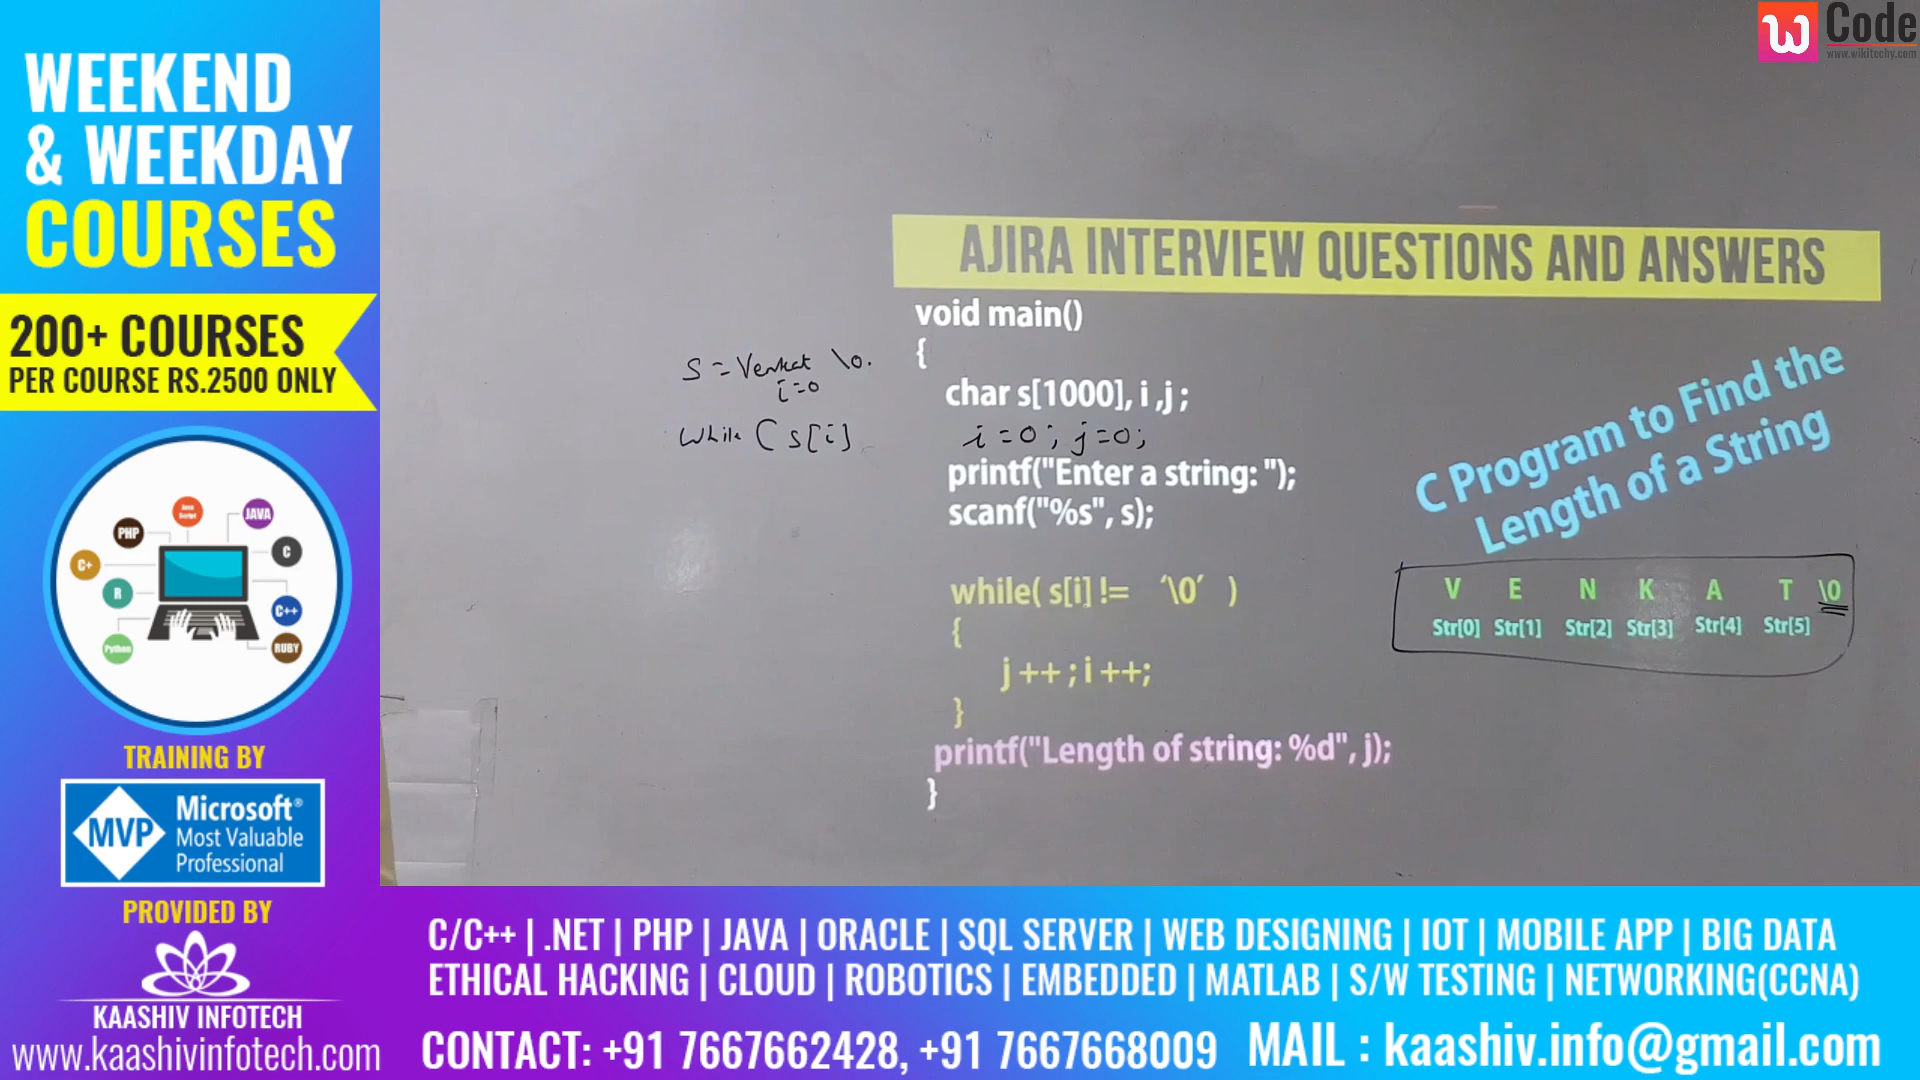 WEEKEND
& WEEKDAY
COURSES
200+ COURSES
PER COURSE RS.2500 ONLY
Java Script
JAVA
PHP
C
C+
R
C++
Python
RUBY
TRAINING BY
MVP
Microsoft®
Most Valuable
Professional
PROVIDED BY
KAASHIV INFOTECH
www.kaashivinfotech.com
W Code
www.wikitechy.com
AJIRA INTERVIEW QUESTIONS AND ANSWERS
void main()
{
char s[1000], i ,j ;
i = 0 ; j = 0 ;
printf("Enter a string: ");
scanf("%s", s);
while( s[i] != ‘\0’ )
{
j ++ ; i ++;
}
printf("Length of string: %d", j);
}
S = Venkat \0.
i = 0
While ( s[i]
C Program to Find the
Length of a String
V E N K A T \0
Str[0] Str[1] Str[2] Str[3] Str[4] Str[5]
C/C++ | .NET | PHP | JAVA | ORACLE | SQL SERVER | WEB DESIGNING | IOT | MOBILE APP | BIG DATA
ETHICAL HACKING | CLOUD | ROBOTICS | EMBEDDED | MATLAB | S/W TESTING | NETWORKING(CCNA)
CONTACT: +91 7667662428, +91 7667668009 MAIL : kaashiv.info@gmail.com